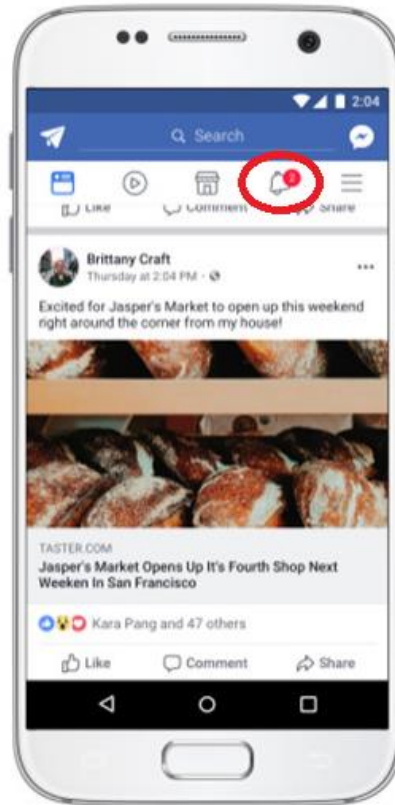 2:04
Search
2
Like Comment Share
Brittany Craft
Thursday at 2:04 PM
Excited for Jasper's Market to open up this weekend
right around the corner from my house!
TASTER.COM
Jasper's Market Opens Up It's Fourth Shop Next
Weeken In San Francisco
Kara Pang and 47 others
Like Comment Share